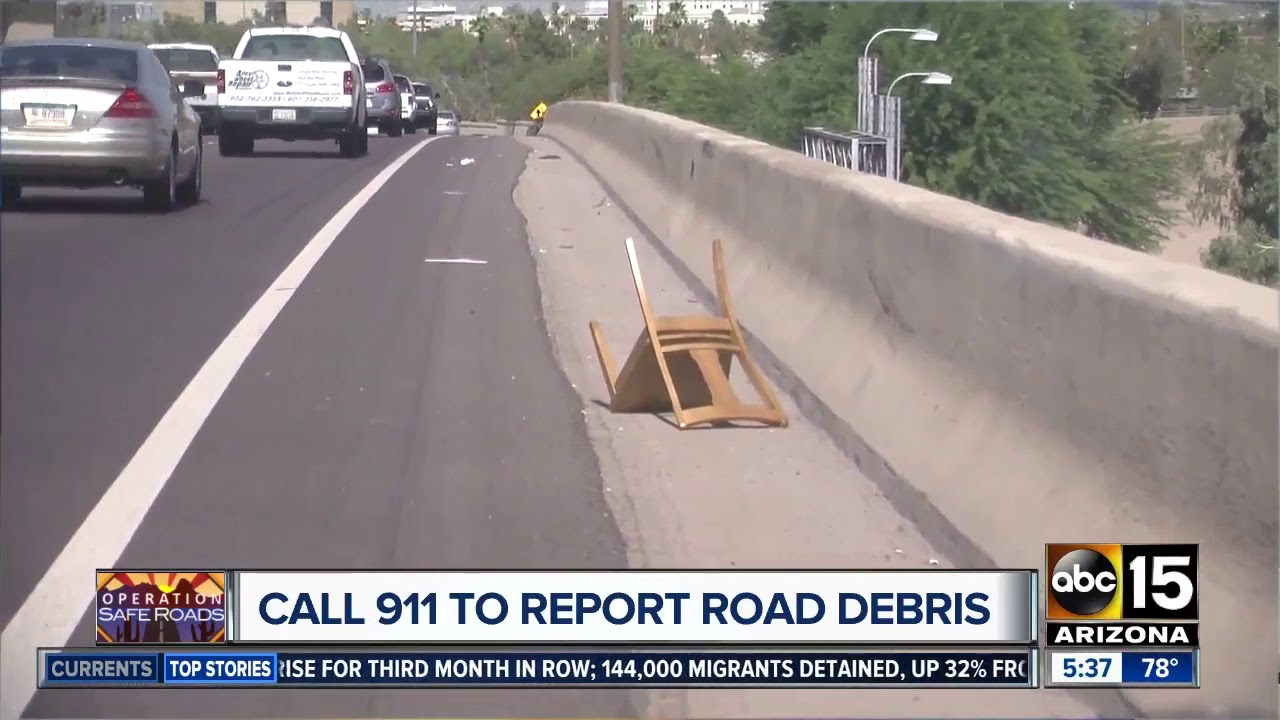 OPERATION
SAFE ROADS
CALL 911 TO REPORT ROAD DEBRIS
abc 15
ARIZONA
CURRENTS TOP STORIES RISE FOR THIRD MONTH IN ROW; 144,000 MIGRANTS DETAINED, UP 32% FRO
5:37 78°